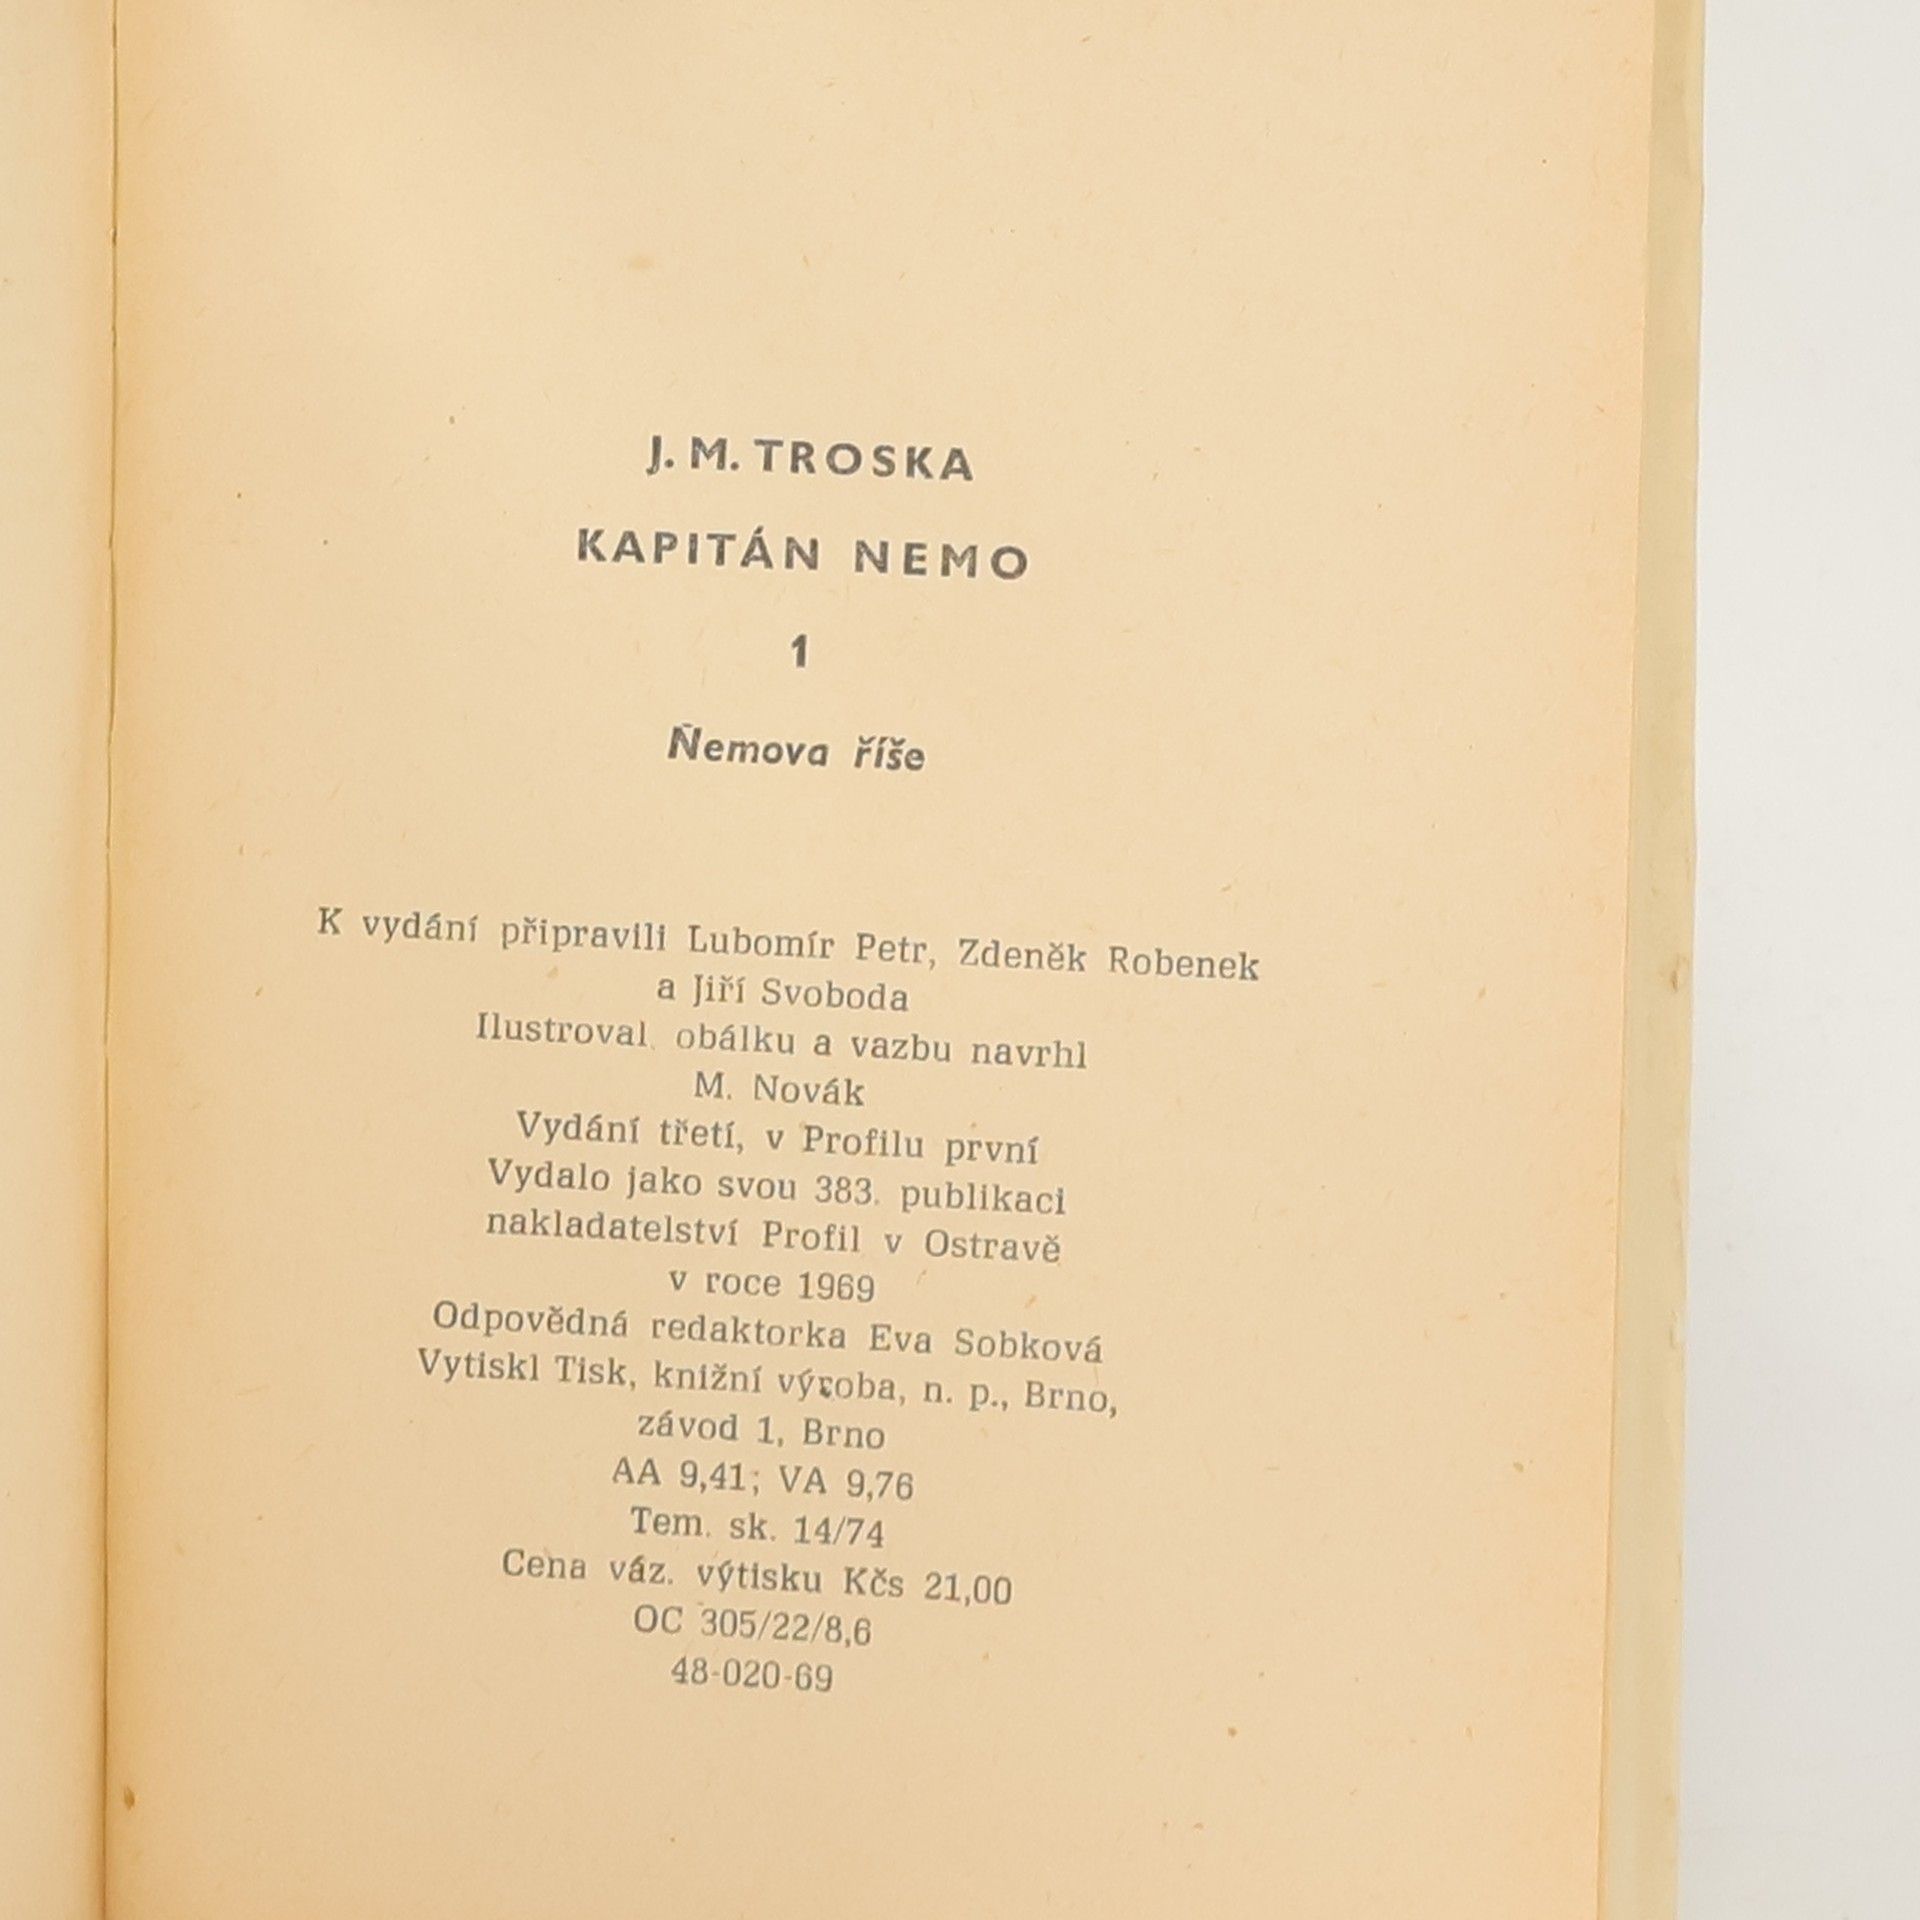 J. M. TROSKA
KAPITÁN NEMO
1
Nemova říše
K vydání připravili Lubomír Petr, Zdeněk Robenek
a Jiří Svoboda
Ilustroval, obálku a vazbu navrhl
M. Novák
Vydání třetí, v Profilu první
Vydalo jako svou 383. publikaci
nakladatelství Profil v Ostravě
v roce 1969
Odpovědná redaktorka Eva Sobková
Vytiskl Tisk, knižní výroba, n. p., Brno,
závod 1, Brno
AA 9,41; VA 9,76
Tem. sk. 14/74
Cena váz. výtisku Kčs 21,00
OC 305/22/8,6
48-020-69